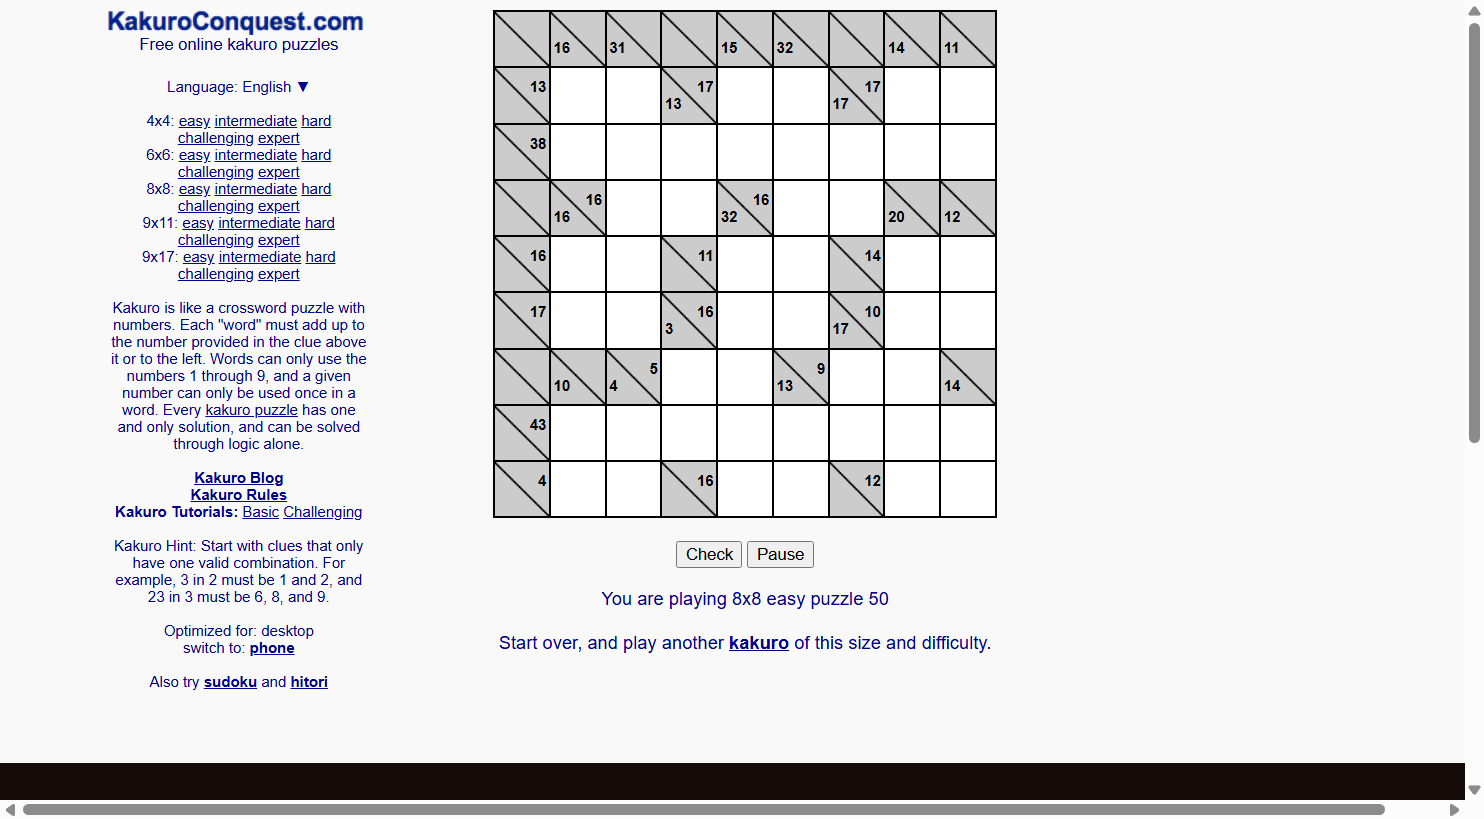 KakuroConquest.com
Free online kakuro puzzles
Language: English ▼
4x4: easy intermediate hard
challenging expert
6x6: easy intermediate hard
challenging expert
8x8: easy intermediate hard
challenging expert
9x11: easy intermediate hard
challenging expert
9x17: easy intermediate hard
challenging expert
Kakuro is like a crossword puzzle with
numbers. Each "word" must add up to
the number provided in the clue above
it or to the left. Words can only use the
numbers 1 through 9, and a given
number can only be used once in a
word. Every kakuro puzzle has one
and only solution, and can be solved
through logic alone.
Kakuro Blog
Kakuro Rules
Kakuro Tutorials: Basic Challenging
Kakuro Hint: Start with clues that only
have one valid combination. For
example, 3 in 2 must be 1 and 2, and
23 in 3 must be 6, 8, and 9.
Optimized for: desktop
switch to: phone
Also try sudoku and hitori
16 31 15 32 14 11
13 17 13 17 17
38
16 16 16 32 20 12
16 11 14
17 16 3 10 17
10 5 4 9 13 14
43
4 16 12
Check Pause
You are playing 8x8 easy puzzle 50
Start over, and play another kakuro of this size and difficulty.